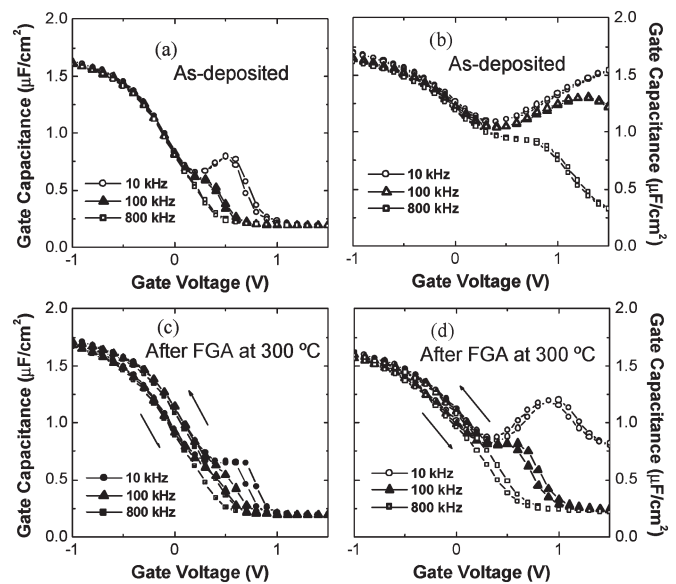 2.0
(a)
As-deposited
1.5
1.0
0.5
0.0
10 kHz
100 kHz
800 kHz
-1
0
1
Gate Voltage (V)
Gate Capacitance (µF/cm²)
(b)
As-deposited
2.0
1.5
1.0
0.5
0.0
10 kHz
100 kHz
800 kHz
-1
0
1
Gate Voltage (V)
Gate Capacitance (µF/cm²)
2.0
(c)
After FGA at 300 ºC
1.5
1.0
0.5
0.0
10 kHz
100 kHz
800 kHz
-1
0
1
Gate Voltage (V)
Gate Capacitance (µF/cm²)
(d)
After FGA at 300 ºC
2.0
1.5
1.0
0.5
0.0
10 kHz
100 kHz
800 kHz
-1
0
1
Gate Voltage (V)
Gate Capacitance (µF/cm²)